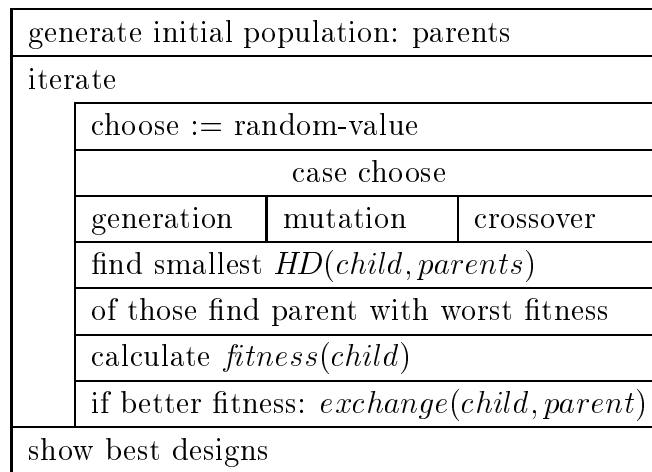 generate initial population: parents
iterate
choose := random-value
case choose
generation mutation crossover
find smallest HD(child, parents)
of those find parent with worst fitness
calculate fitness(child)
if better fitness: exchange(child, parent)
show best designs